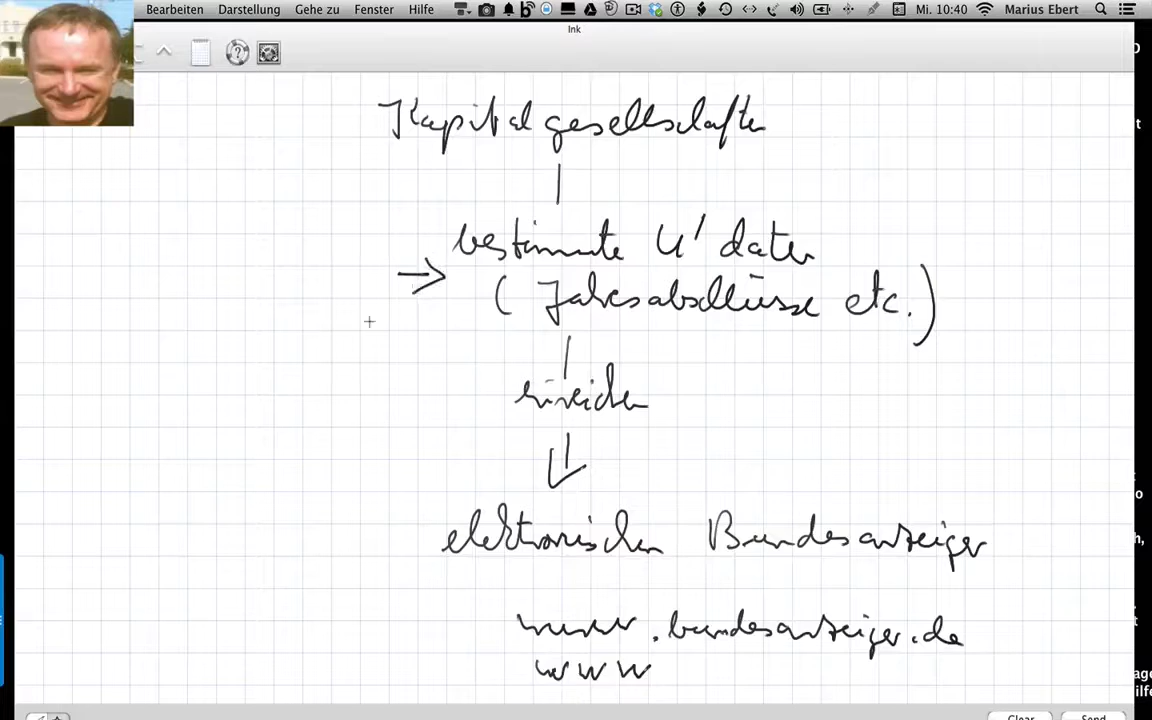 Bearbeiten Darstellung Gehe zu Fenster Hilfe Mi. 10:40 Marius Ebert
Ink
Kapitalgesellschaften
bestimmte U' daten
⇒ ( Jahresabschlüsse etc. )
einreichen
elektronischen Bundesanzeiger
www.bundesanzeiger.de
www
Clear Send